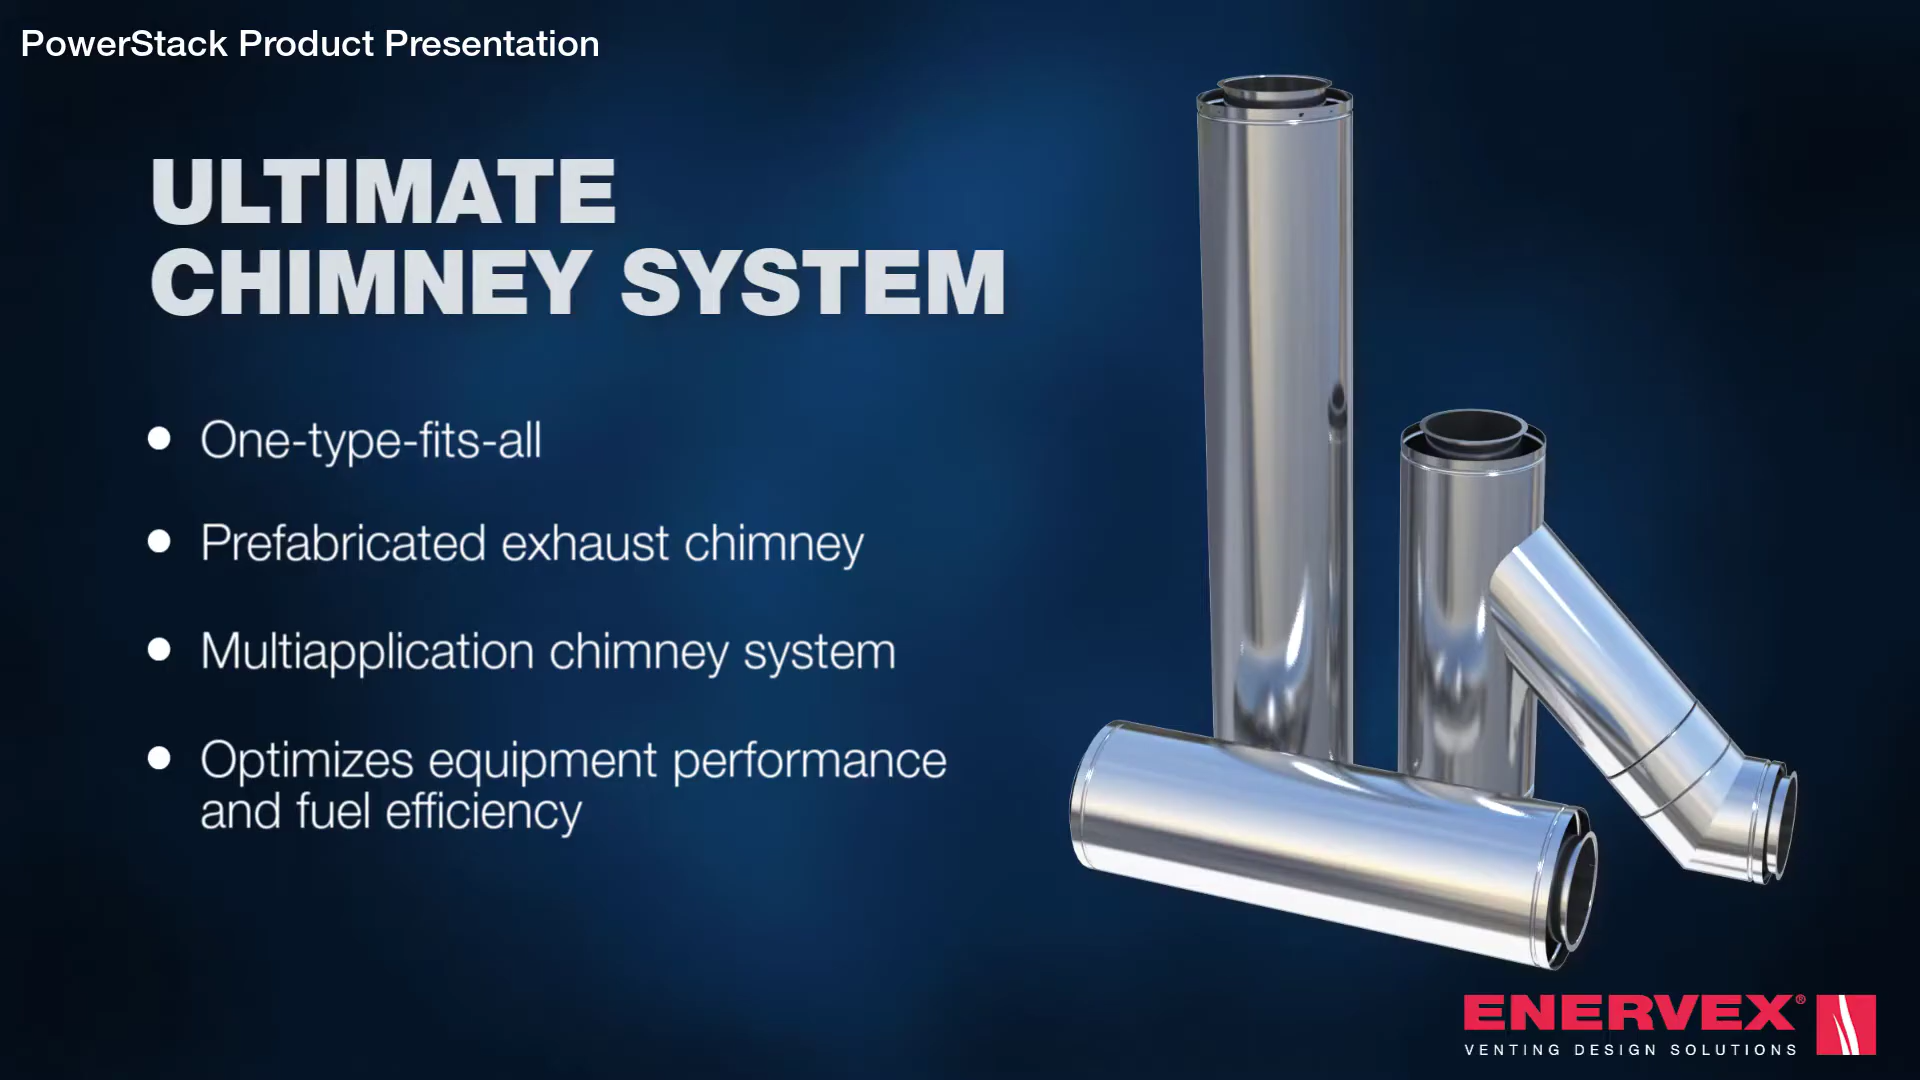 PowerStack Product Presentation
ULTIMATE
CHIMNEY SYSTEM
• One-type-fits-all
• Prefabricated exhaust chimney
• Multiapplication chimney system
• Optimizes equipment performance
and fuel efficiency
ENERVEX®
VENTING DESIGN SOLUTIONS